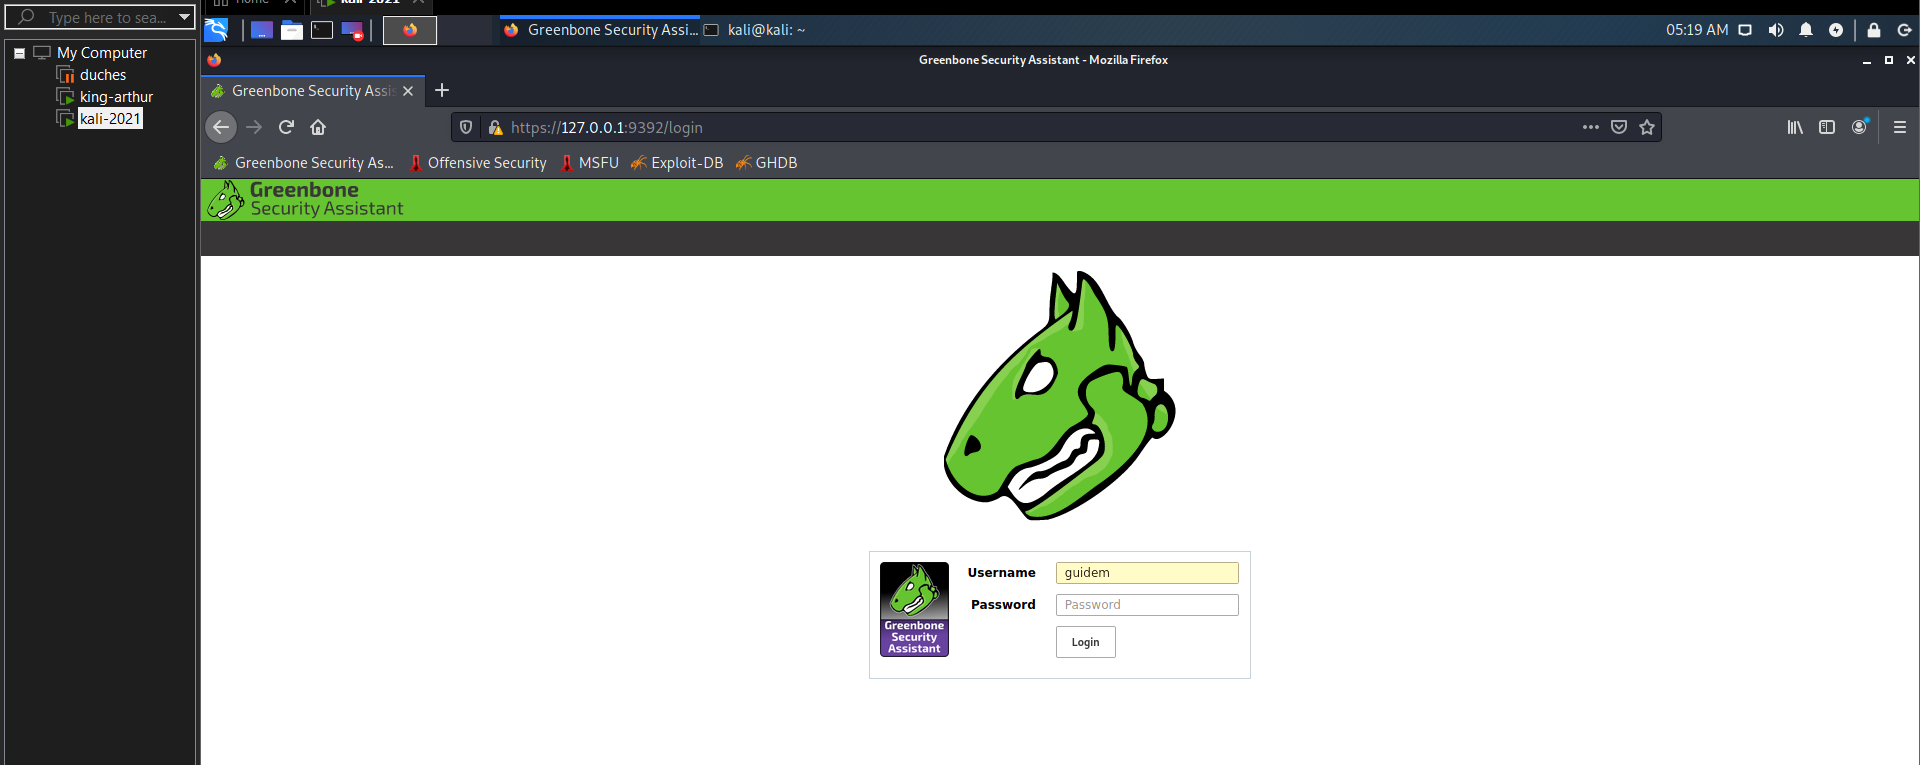 Home
kali-2021
Type here to sea...
My Computer
duches
king-arthur
kali-2021
Greenbone Security Assi...
kali@kali: ~
05:19 AM
Greenbone Security Assistant - Mozilla Firefox
Greenbone Security Assis
https://127.0.0.1:9392/login
Greenbone Security As...
Offensive Security
MSFU
Exploit-DB
GHDB
Greenbone
Security Assistant
Greenbone
Security
Assistant
Username
guidem
Password
Password
Login